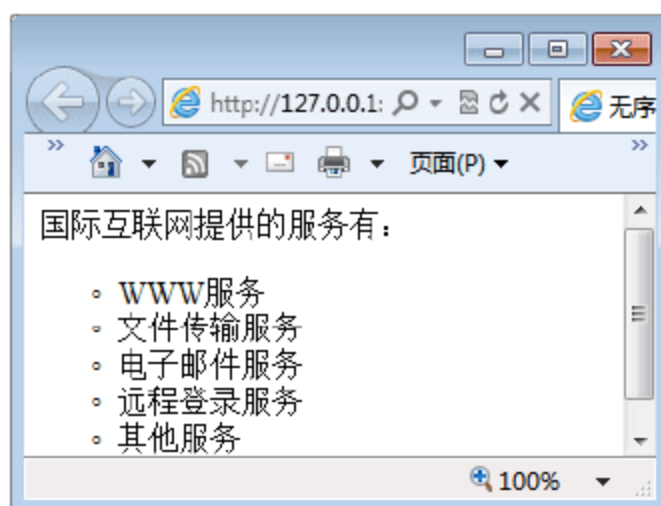 http://127.0.0.1:
无序
页面(P)
国际互联网提供的服务有：
WWW服务
文件传输服务
电子邮件服务
远程登录服务
其他服务
100%